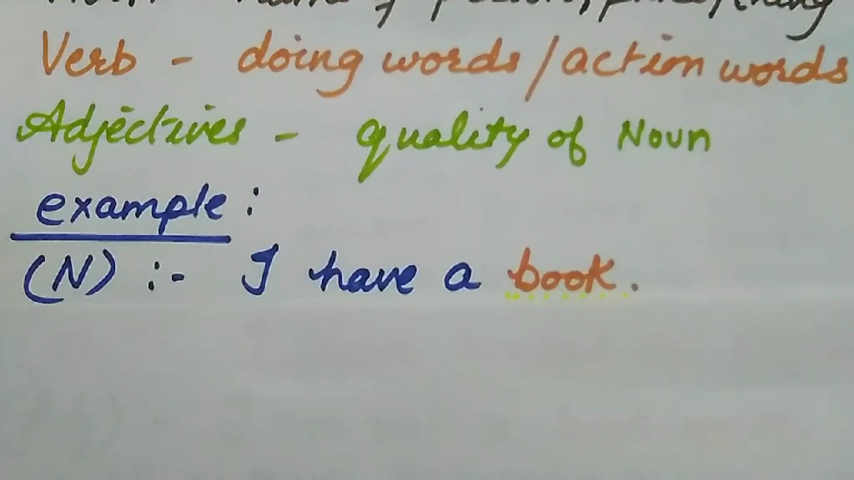 Verb - doing words/action words
Adjectives - quality of Noun
example:
(N) :- I have a book.